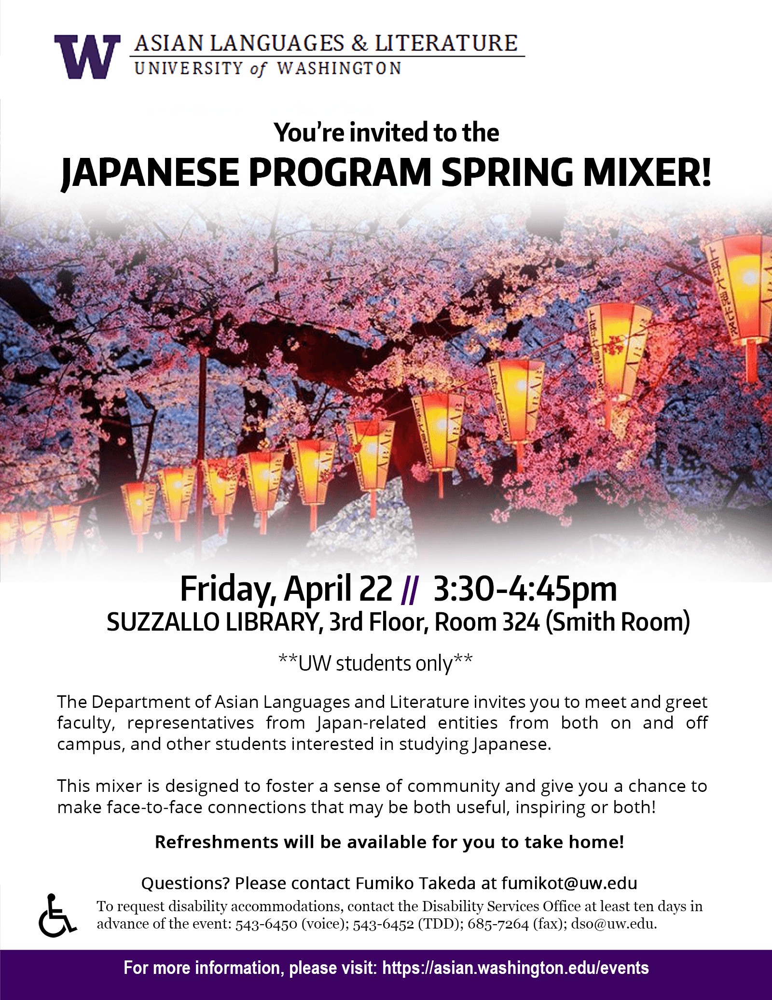 W ASIAN LANGUAGES & LITERATURE
UNIVERSITY of WASHINGTON
You’re invited to the
JAPANESE PROGRAM SPRING MIXER!
Friday, April 22 // 3:30-4:45pm
SUZZALLO LIBRARY, 3rd Floor, Room 324 (Smith Room)
**UW students only**
The Department of Asian Languages and Literature invites you to meet and greet
faculty, representatives from Japan-related entities from both on and off
campus, and other students interested in studying Japanese.
This mixer is designed to foster a sense of community and give you a chance to
make face-to-face connections that may be both useful, inspiring or both!
Refreshments will be available for you to take home!
Questions? Please contact Fumiko Takeda at fumikot@uw.edu
To request disability accommodations, contact the Disability Services Office at least ten days in
advance of the event: 543-6450 (voice); 543-6452 (TDD); 685-7264 (fax); dso@uw.edu.
For more information, please visit: https://asian.washington.edu/events